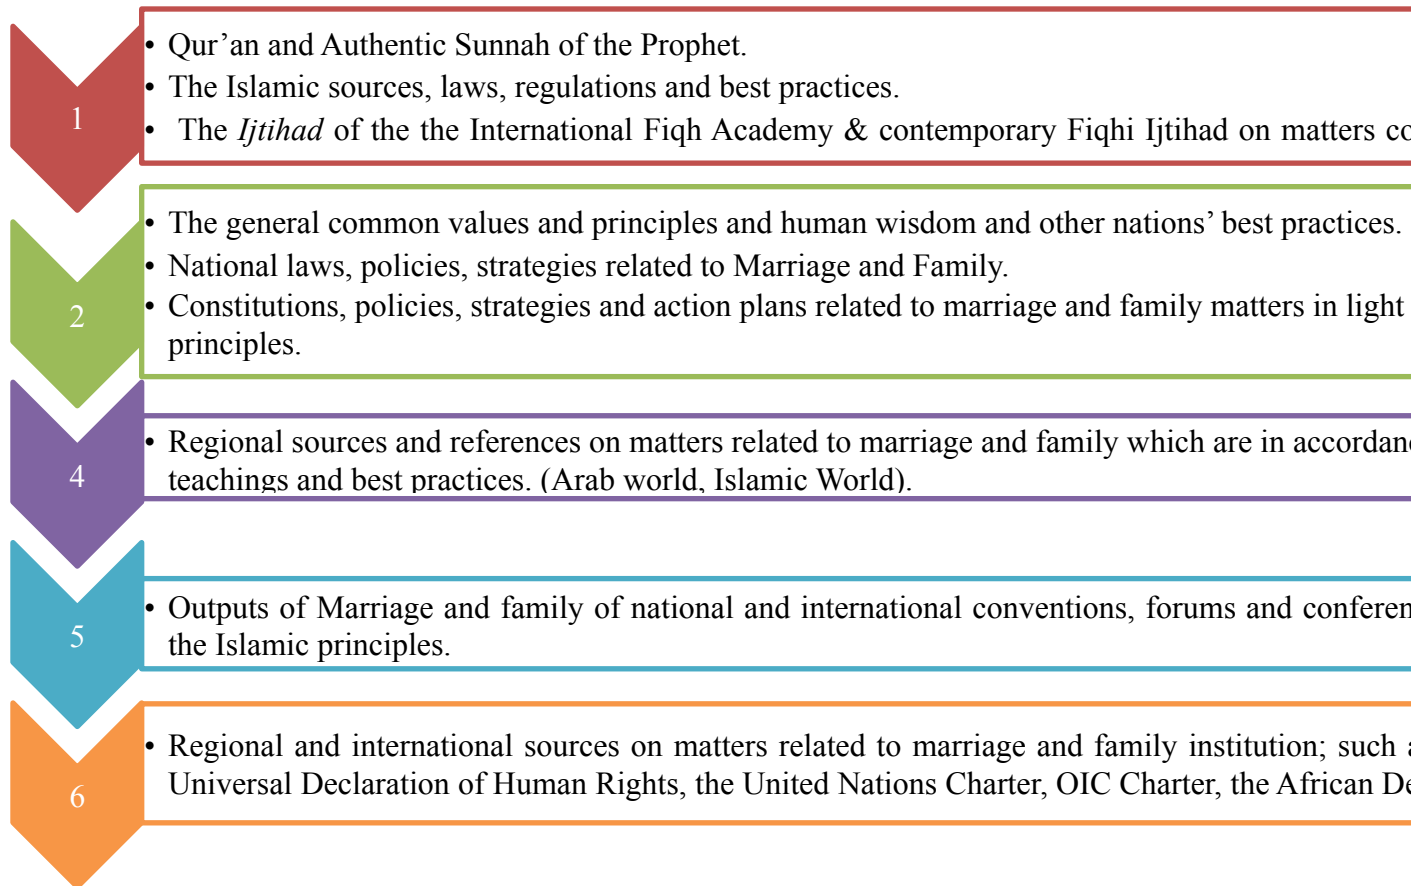 1
• Qur’an and Authentic Sunnah of the Prophet.
• The Islamic sources, laws, regulations and best practices.
• The Ijtihad of the the International Fiqh Academy & contemporary Fiqhi Ijtihad on matters
2
• The general common values and principles and human wisdom and other nations’ best practices.
• National laws, policies, strategies related to Marriage and Family.
• Constitutions, policies, strategies and action plans related to marriage and family matters in light
principles.
4
• Regional sources and references on matters related to marriage and family which are in
teachings and best practices. (Arab world, Islamic World).
5
• Outputs of Marriage and family of national and international conventions, forums and
the Islamic principles.
6
• Regional and international sources on matters related to marriage and family institution; such
Universal Declaration of Human Rights, the United Nations Charter, OIC Charter, the African